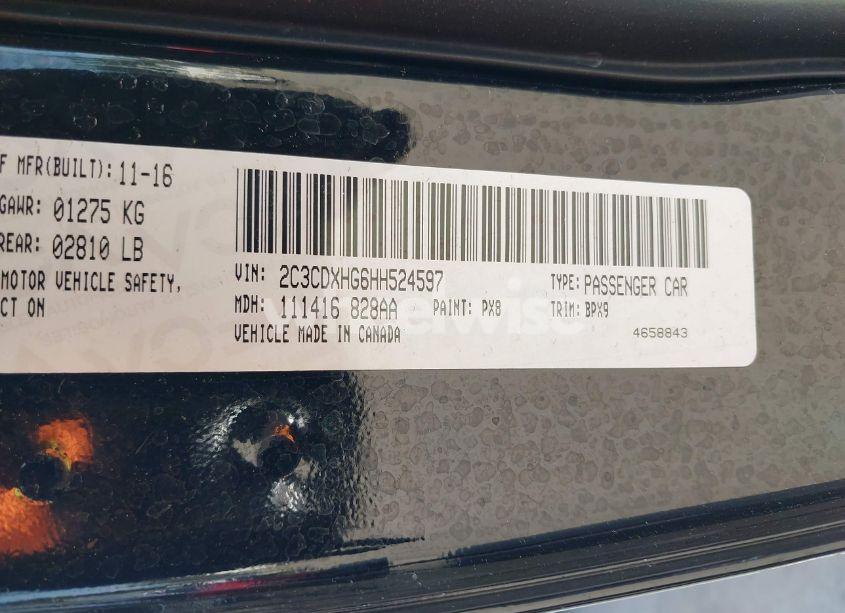 F MFR(BUILT): 11-16
GAWR: 01275 KG
REAR: 02810 LB
MOTOR VEHICLE SAFETY,
CT ON
VIN: 2C3CDXHG6HH524597 TYPE: PASSENGER CAR
MDH: 111416 828AA PAINT: PX8 TRIM: BPX9
VEHICLE MADE IN CANADA 4658843